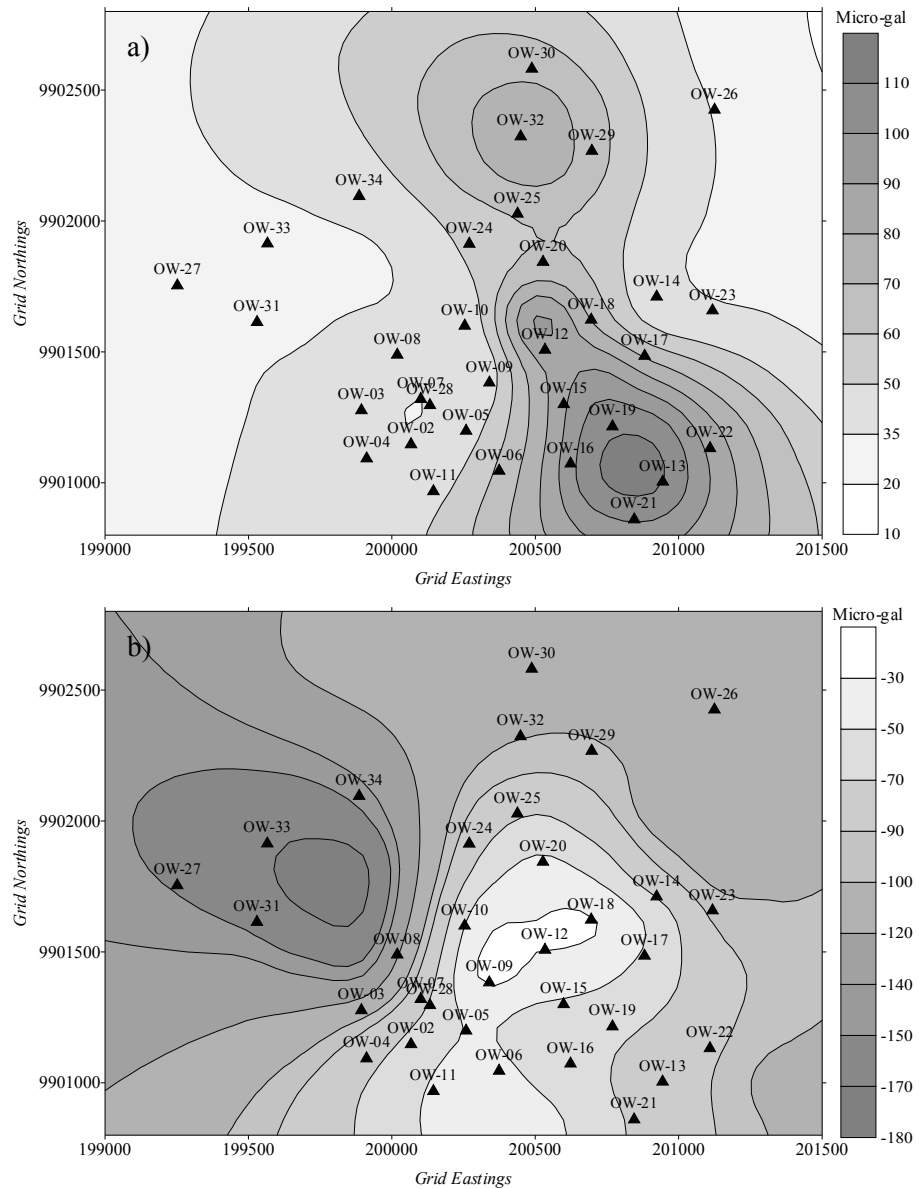 Micro-gal
a)
OW-30
9902500
OW-26
OW-32
OW-29
OW-34
OW-25
9902000
OW-33
OW-24
OW-20
OW-27
OW-14
OW-23
OW-31
OW-10
OW-18
OW-12
OW-08
OW-17
9901500
OW-09
OW-07
OW-28
OW-03
OW-15
OW-19
OW-05
OW-02
OW-22
OW-04
OW-06
OW-16
OW-13
9901000
OW-11
OW-21
110
100
90
80
70
60
50
45
35
20
10
Grid Northings
199000 199500 200000 200500 201000 201500
Grid Eastings
Micro-gal
b)
OW-30
9902500
OW-26
OW-32
OW-29
OW-34
OW-25
9902000
OW-33
OW-24
OW-20
OW-27
OW-14
OW-23
OW-31
OW-10
OW-18
OW-12
OW-08
OW-17
9901500
OW-09
OW-07
OW-28
OW-03
OW-15
OW-19
OW-05
OW-02
OW-22
OW-04
OW-06
OW-16
OW-13
9901000
OW-11
OW-21
-30
-50
-70
-90
-100
-120
-140
-150
-170
-180
Grid Northings
199000 199500 200000 200500 201000 201500
Grid Eastings